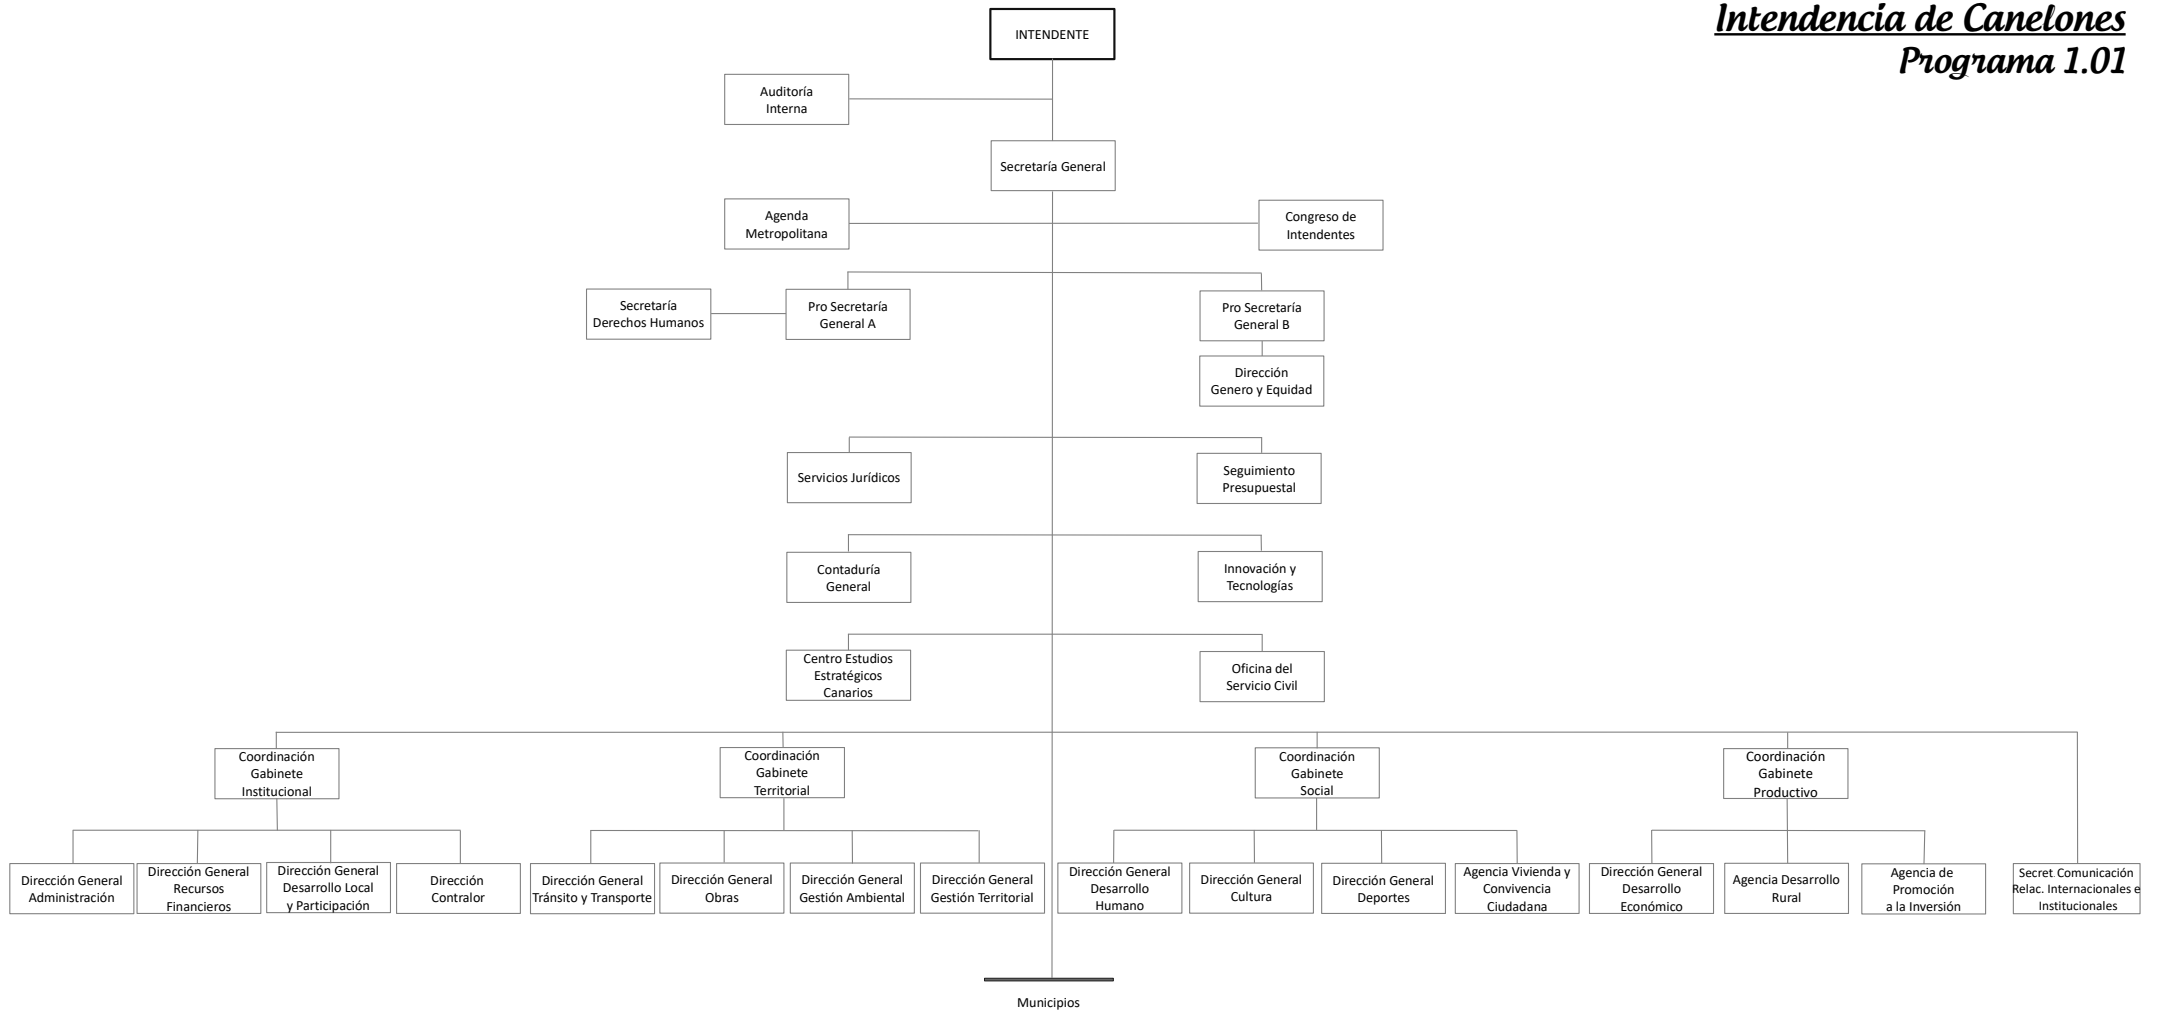 Intendencia de Canelones
Programa 1.01
INTENDENTE
Auditoría
Interna
Secretaría General
Agenda
Metropolitana
Congreso de
Intendentes
Secretaría
Derechos Humanos
Pro Secretaría
General A
Pro Secretaría
General B
Dirección
Genero y Equidad
Servicios Jurídicos
Seguimiento
Presupuestal
Contaduría
General
Innovación y
Tecnologías
Centro Estudios
Estratégicos
Canarios
Oficina del
Servicio Civil
Coordinación
Gabinete
Institucional
Coordinación
Gabinete
Territorial
Coordinación
Gabinete
Social
Coordinación
Gabinete
Productivo
Dirección General
Administración
Dirección General
Recursos
Financieros
Dirección General
Desarrollo Local
y Participación
Dirección
Contralor
Dirección General
Tránsito y Transporte
Dirección General
Obras
Dirección General
Gestión Ambiental
Dirección General
Gestión Territorial
Dirección General
Desarrollo
Humano
Dirección General
Cultura
Dirección General
Deportes
Agencia Vivienda y
Convivencia
Ciudadana
Dirección General
Desarrollo
Económico
Agencia Desarrollo
Rural
Agencia de
Promoción
a la Inversión
Secret. Comunicación
Relac. Internacionales e
Institucionales
Municipios